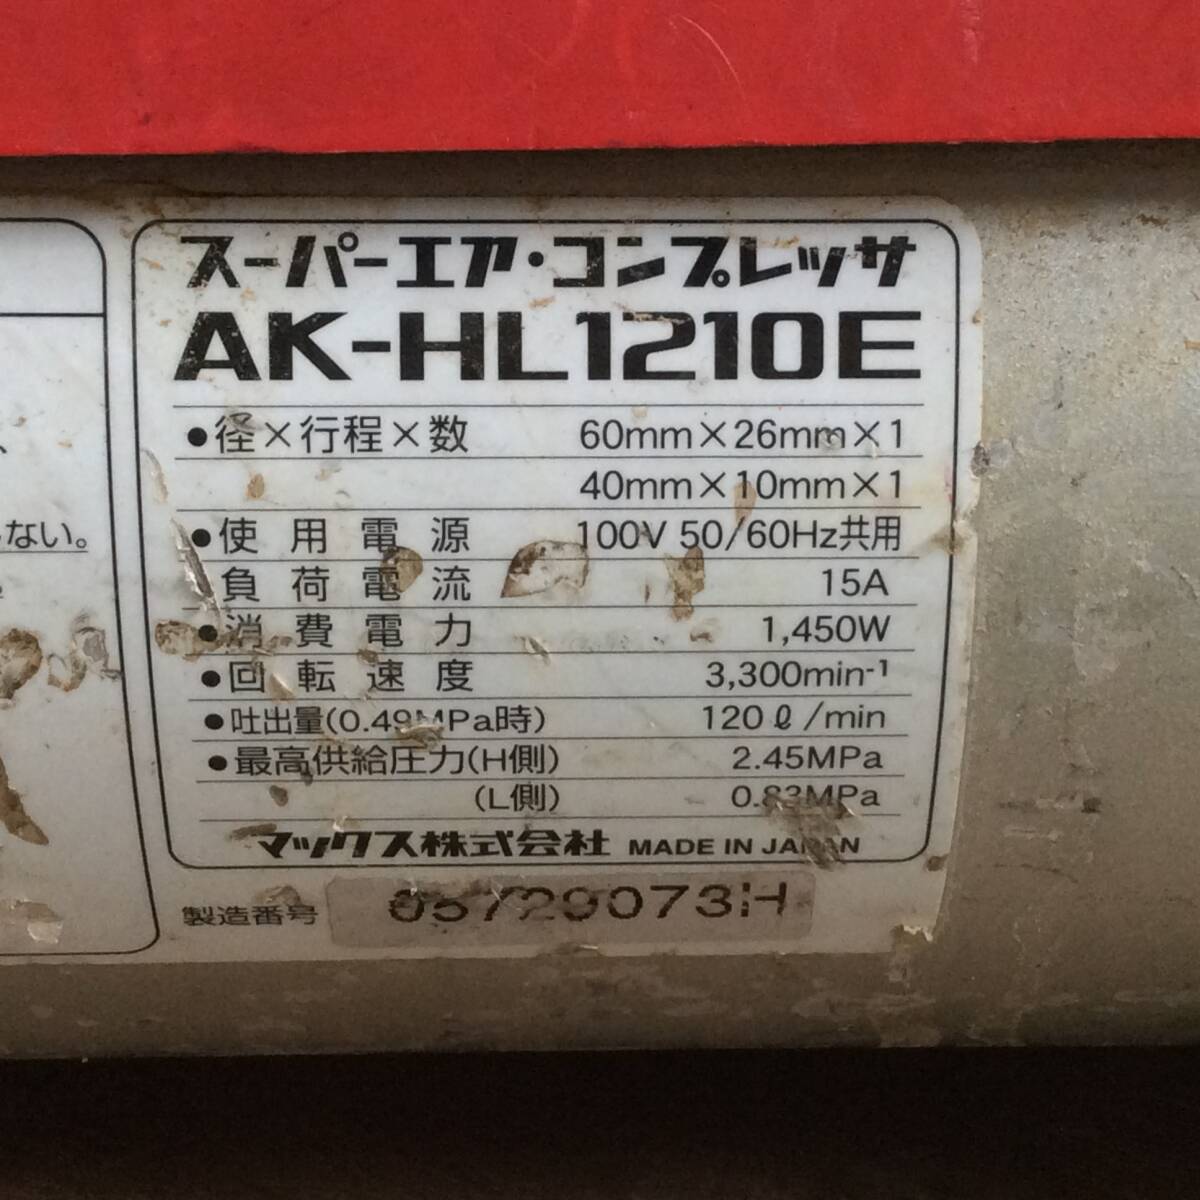 スーパーエア・コンプレッサ
AK-HL1210E
●径×行程×数 60mm×26mm×1
40mm×10mm×1
●使用電源 100V 50/60Hz共用
負荷電流 15A
●消費電力 1,450W
●回転速度 3,300min-1
●吐出量(0.49MPa時) 120ℓ/min
●最高供給圧力(H側) 2.45MPa
(L側) 0.83MPa
マックス株式会社 MADE IN JAPAN
製造番号
ない。